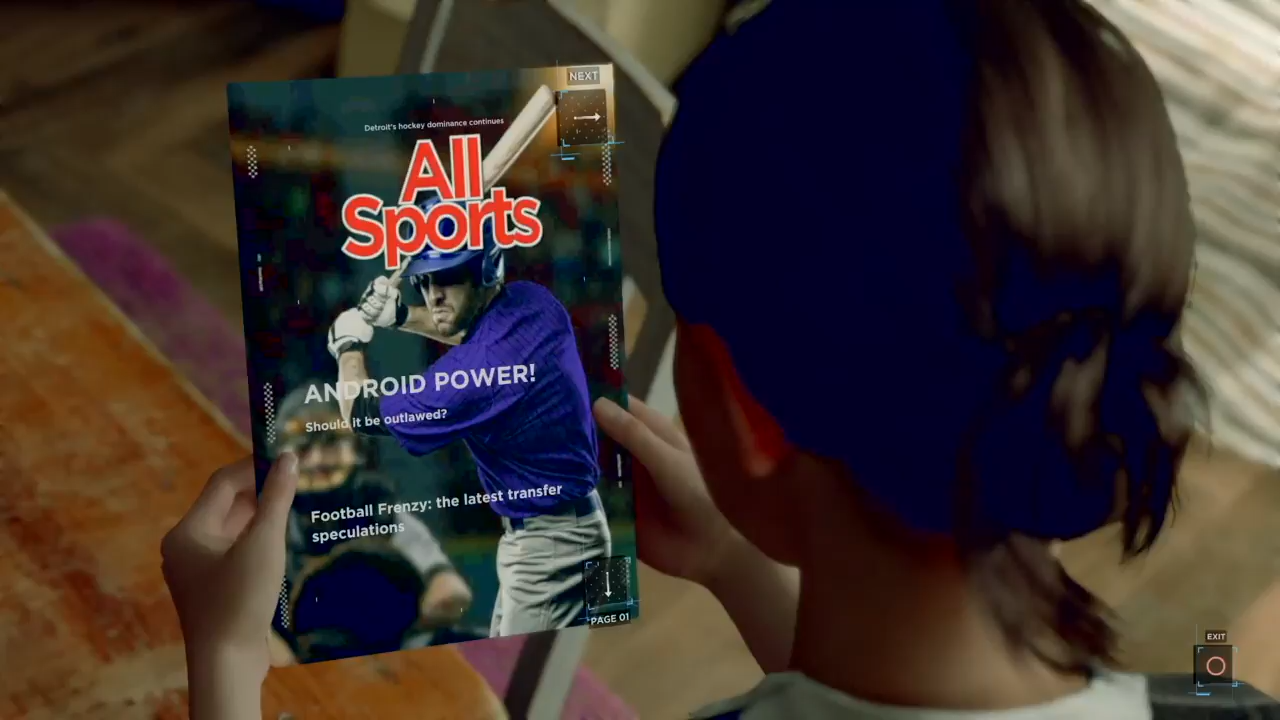 NEXT
Detroit's hockey dominance continues
All
Sports
ANDROID POWER!
Should it be outlawed?
Football Frenzy: the latest transfer
speculations
PAGE 01
EXIT